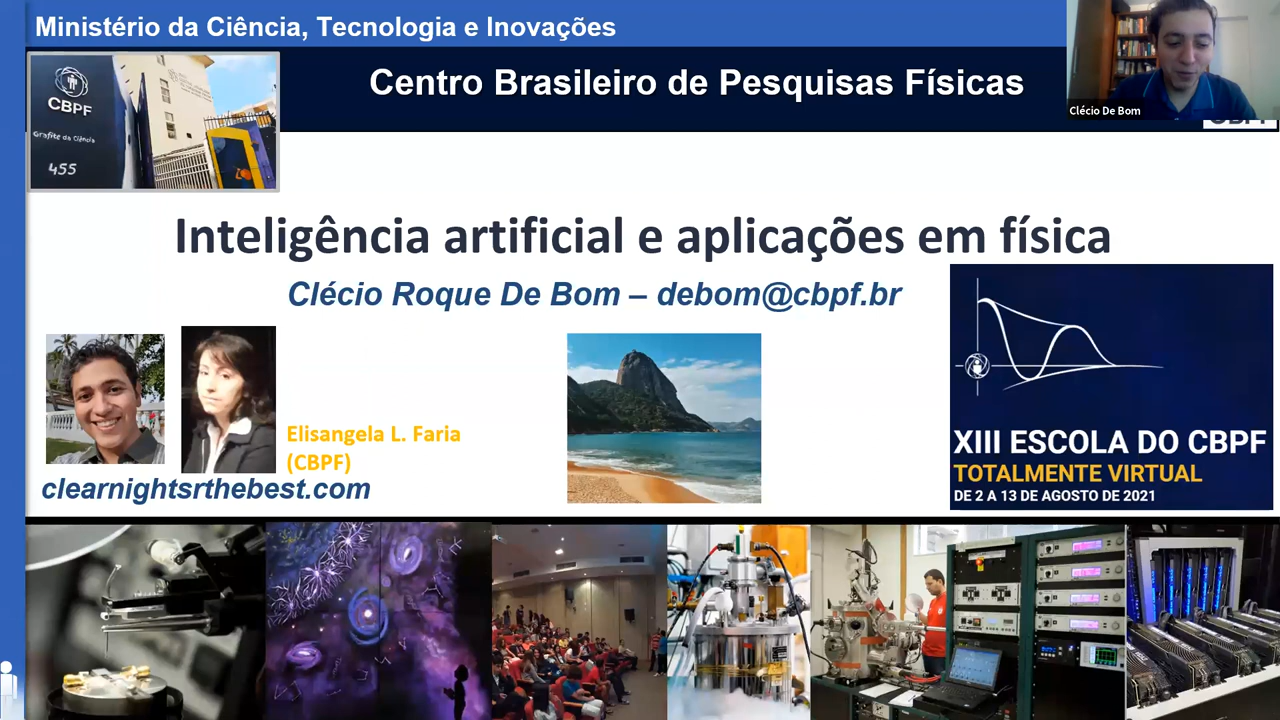 Ministério da Ciência, Tecnologia e Inovações
Centro Brasileiro de Pesquisas Físicas
Clécio De Bom
CBPF
Grafite da Ciência
455
Inteligência artificial e aplicações em física
Clécio Roque De Bom – debom@cbpf.br
Elisangela L. Faria
(CBPF)
clearnightsrthebest.com
XIII ESCOLA DO CBPF
TOTALMENTE VIRTUAL
DE 2 A 13 DE AGOSTO DE 2021